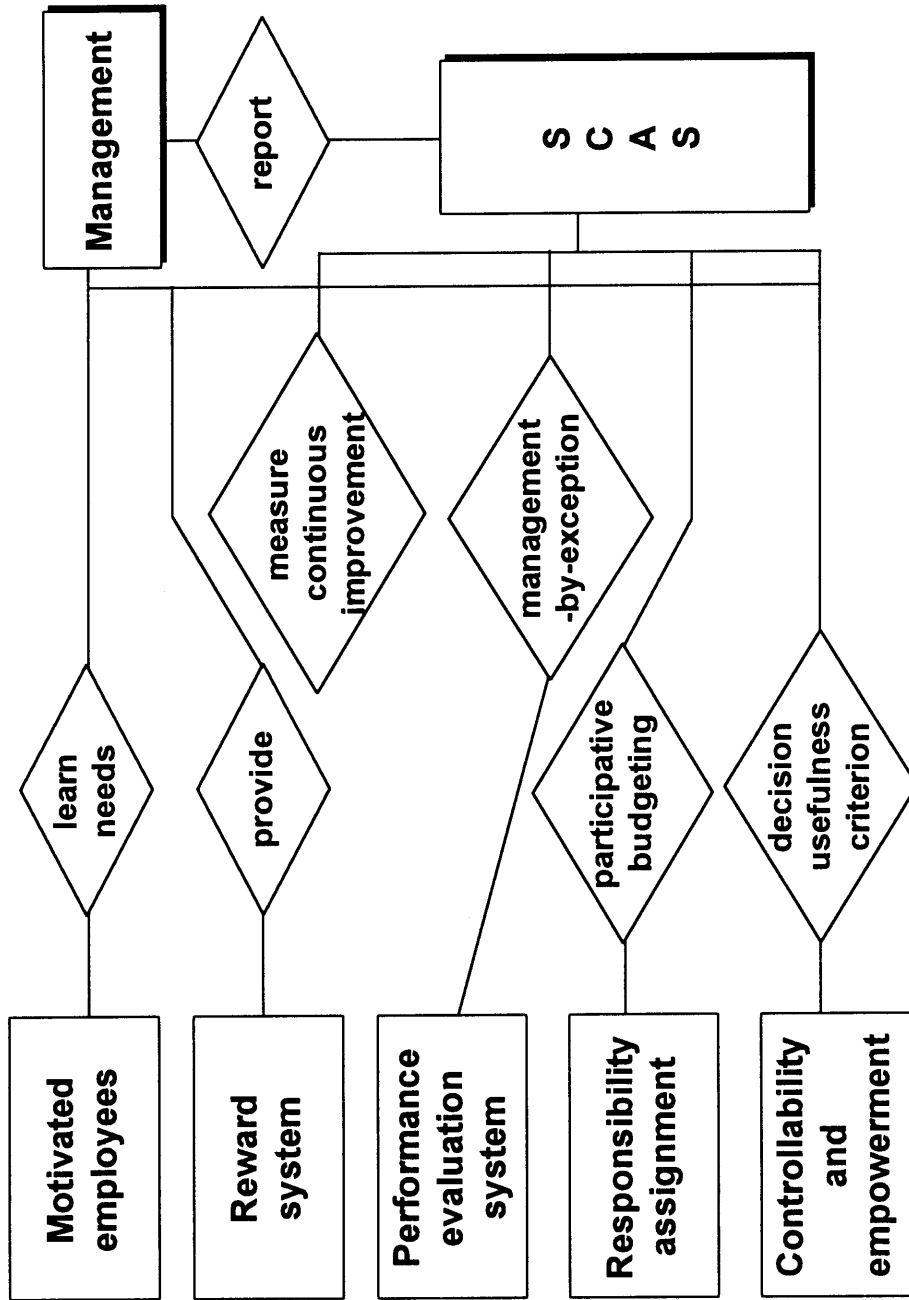 Management
report
S
C
A
S
learn
needs
provide
measure
continuous
improvement
management
-by-exception
participative
budgeting
decision
usefulness
criterion
Motivated
employees
Reward
system
Performance
evaluation
system
Responsibility
assignment
Controllability
and
empowerment